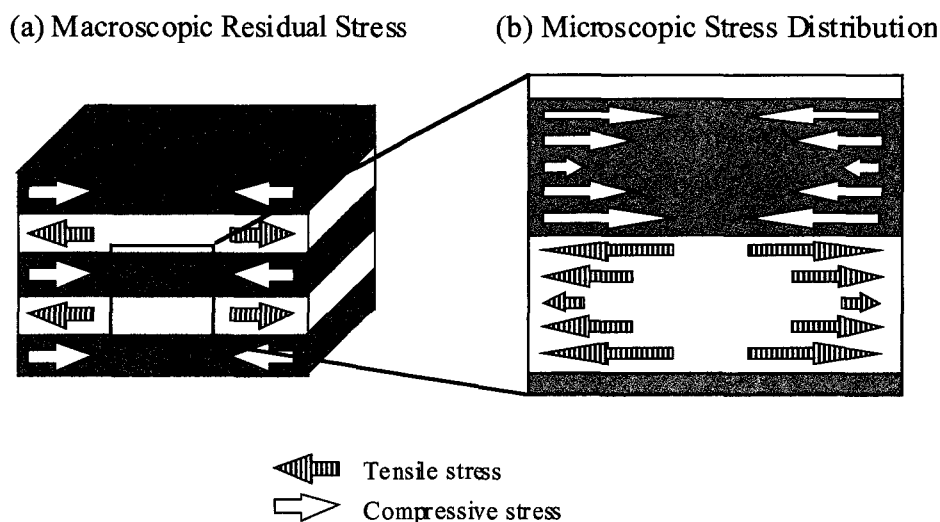 (a) Macroscopic Residual Stress
(b) Microscopic Stress Distribution
Tensile stress
Compressive stress